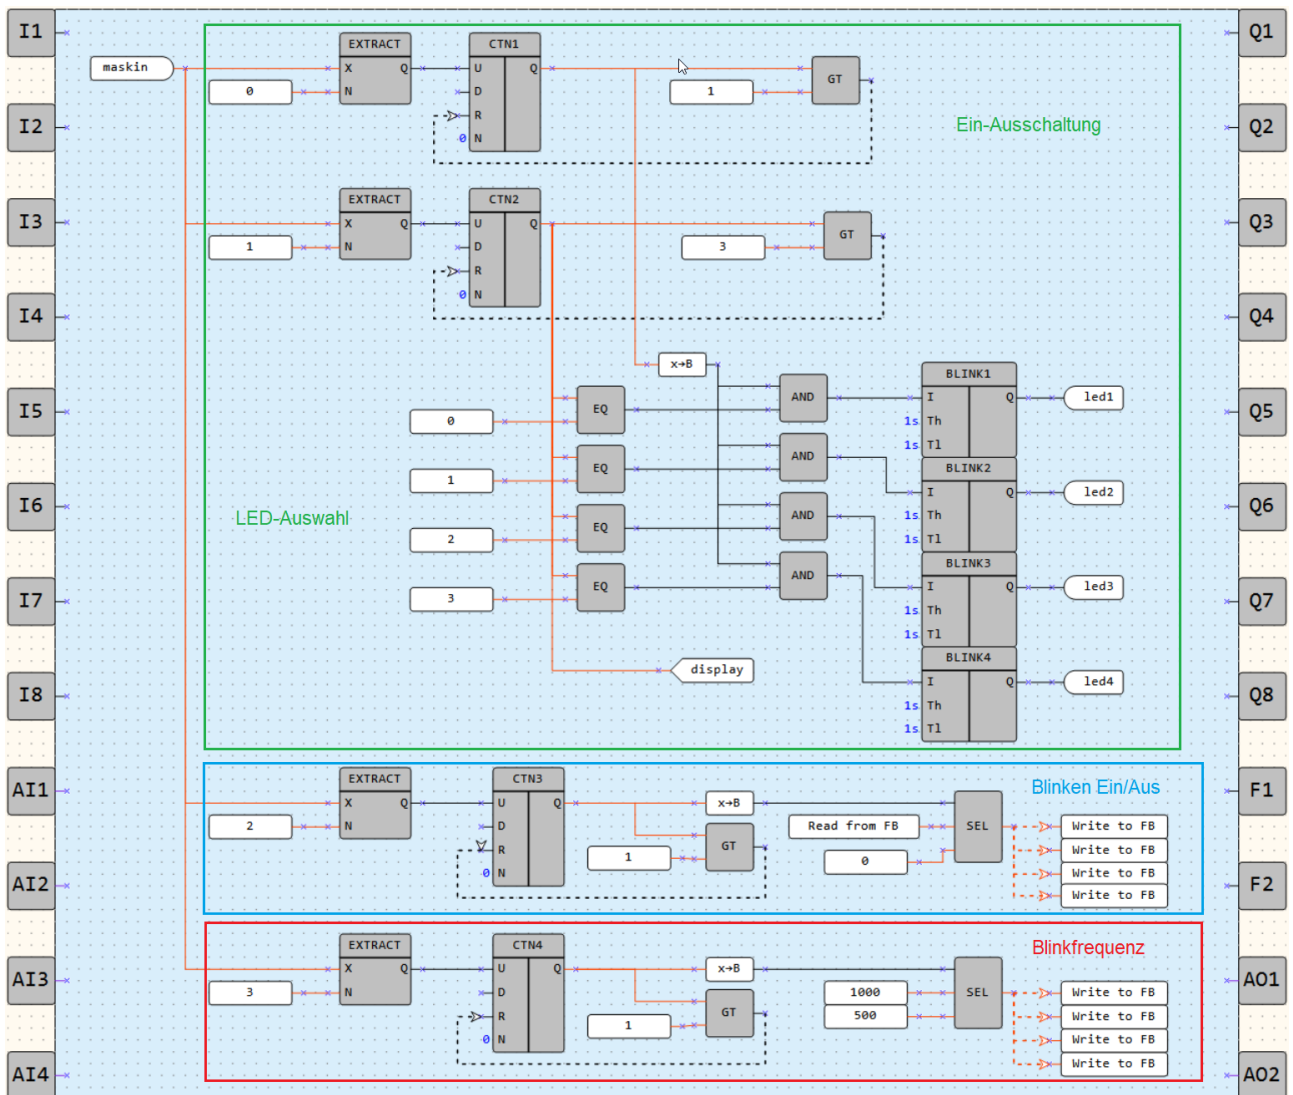 I1
I2
I3
I4
I5
I6
I7
I8
AI1
AI2
AI3
AI4
Q1
Q2
Q3
Q4
Q5
Q6
Q7
Q8
F1
F2
AO1
AO2
maskin
Ein-Ausschaltung
EXTRACT
X Q
N
0
CTN1
U Q
D
R
0 N
1
GT
EXTRACT
X Q
N
1
CTN2
U Q
D
R
0 N
3
GT
x→B
LED-Auswahl
0
EQ
AND
1
EQ
AND
2
EQ
AND
3
EQ
AND
BLINK1
I Q
1s Th
1s Tl
led1
BLINK2
I Q
1s Th
1s Tl
led2
BLINK3
I Q
1s Th
1s Tl
led3
BLINK4
I Q
1s Th
1s Tl
led4
display
Blinken Ein/Aus
EXTRACT
X Q
N
2
CTN3
U Q
D
R
0 N
x→B
1
GT
Read from FB
0
SEL
Write to FB
Write to FB
Write to FB
Write to FB
Blinkfrequenz
EXTRACT
X Q
N
3
CTN4
U Q
D
R
0 N
x→B
1
GT
1000
500
SEL
Write to FB
Write to FB
Write to FB
Write to FB